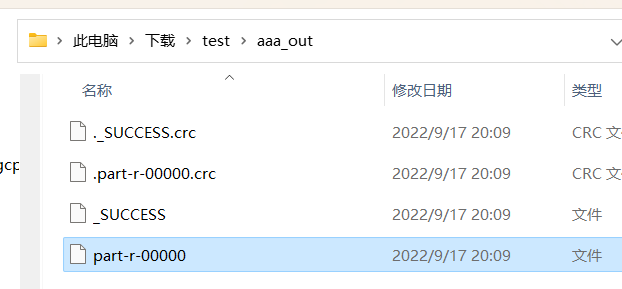 此电脑 > 下载 > test > aaa_out
名称 修改日期 类型
._SUCCESS.crc 2022/9/17 20:09 CRC 文
gcp
.part-r-00000.crc 2022/9/17 20:09 CRC 文
_SUCCESS 2022/9/17 20:09 文件
part-r-00000 2022/9/17 20:09 文件